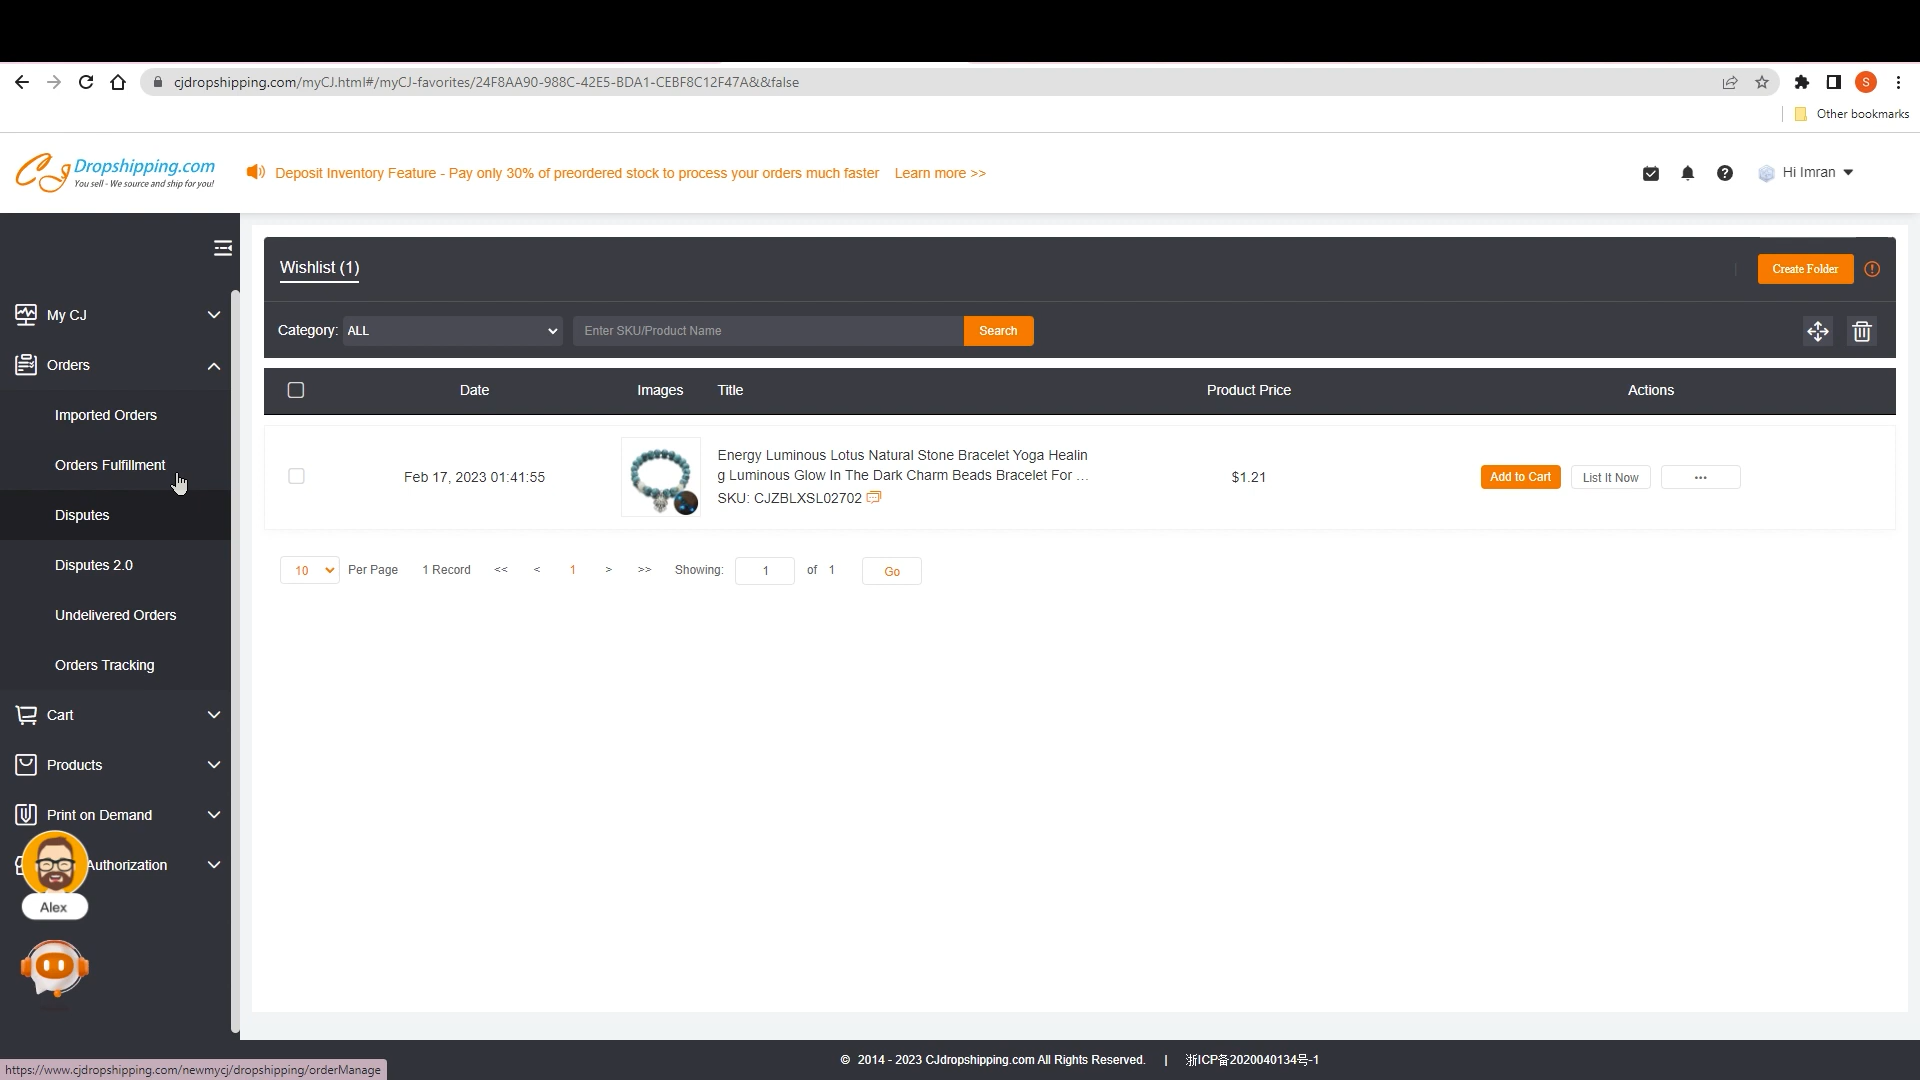 cjdropshipping.com/myCJ.html#/myCJ-favorites/24F8AA90-988C-42E5-BDA1-CEBF8C12F47A&&false
S
Other bookmarks
CJ Dropshipping.com
You sell - We source and ship for you!
Deposit Inventory Feature - Pay only 30% of preordered stock to process your orders much faster Learn more >>
Hi Imran
My CJ
Orders
Imported Orders
Orders Fulfillment
Disputes
Disputes 2.0
Undelivered Orders
Orders Tracking
Cart
Products
Print on Demand
Authorization
Alex
Wishlist (1)
Create Folder
Category: ALL
Enter SKU/Product Name
Search
Date Images Title Product Price Actions
Feb 17, 2023 01:41:55
Energy Luminous Lotus Natural Stone Bracelet Yoga Healin
g Luminous Glow In The Dark Charm Beads Bracelet For ...
SKU: CJZBLXSL02702
$1.21
Add to Cart
List It Now
...
10 Per Page 1 Record << < 1 > >> Showing: 1 of 1 Go
© 2014 - 2023 CJdropshipping.com All Rights Reserved. | 浙ICP备2020040134号-1
https://www.cjdropshipping.com/newmycj/dropshipping/orderManage